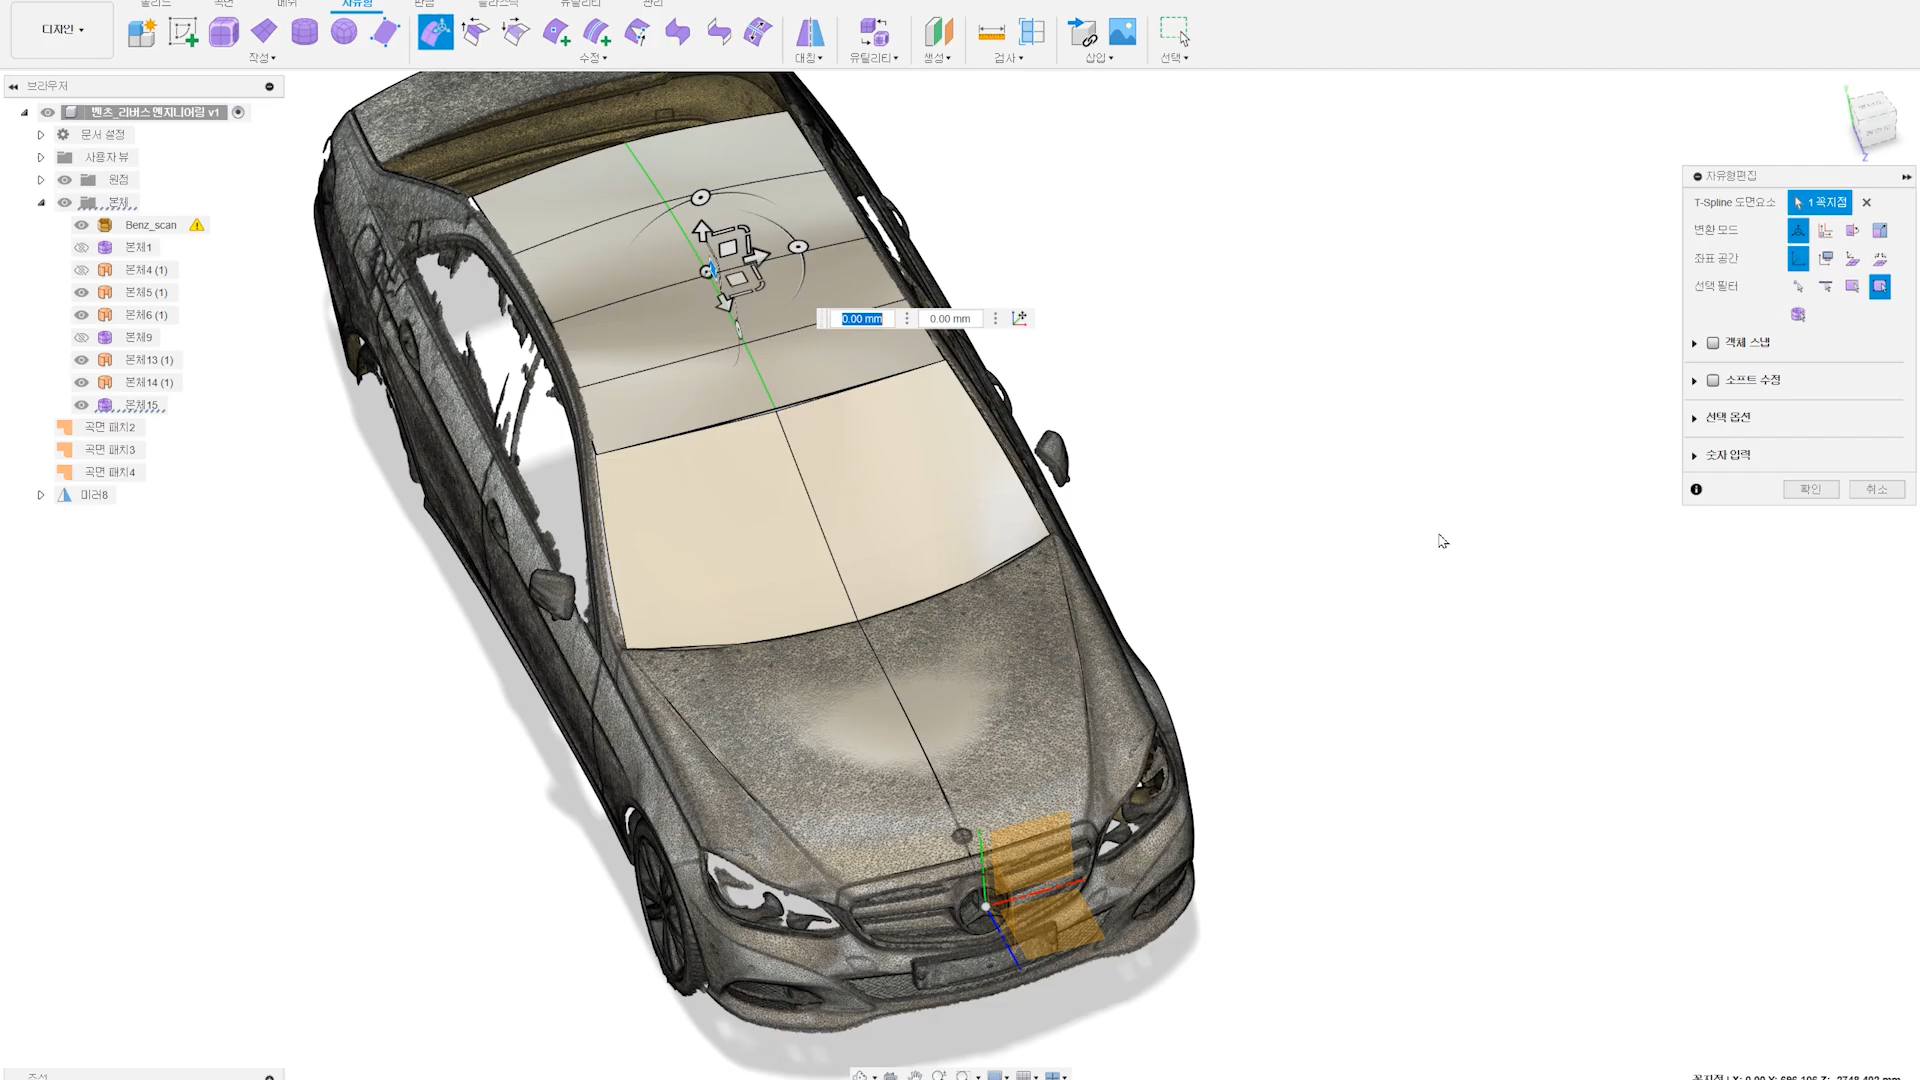 솔리드 곡면 메쉬 자유형 판금 플라스틱 유틸리티 관리
디자인
작성 수정 대칭 유틸리티 생성 검사 삽입 선택
브라우저
벤츠_리버스 엔지니어링 v1
문서 설정
사용자 뷰
원점
본체
Benz_scan
본체1
본체4 (1)
본체5 (1)
본체6 (1)
본체9
본체13 (1)
본체14 (1)
본체15
곡면 패치2
곡면 패치3
곡면 패치4
미러8
0.00 mm
0.00 mm
자유형편집
T-Spline 도면요소
1 꼭지점
변환 모드
좌표 공간
선택 필터
객체 스냅
소프트 수정
선택 옵션
숫자 입력
확인
취소
Z